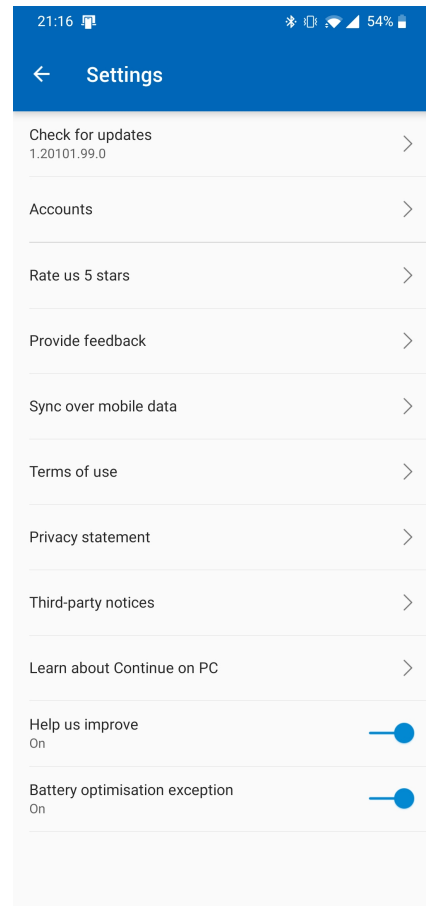 21:16 54%
Settings
Check for updates
1.20101.99.0
Accounts
Rate us 5 stars
Provide feedback
Sync over mobile data
Terms of use
Privacy statement
Third-party notices
Learn about Continue on PC
Help us improve
On
Battery optimisation exception
On